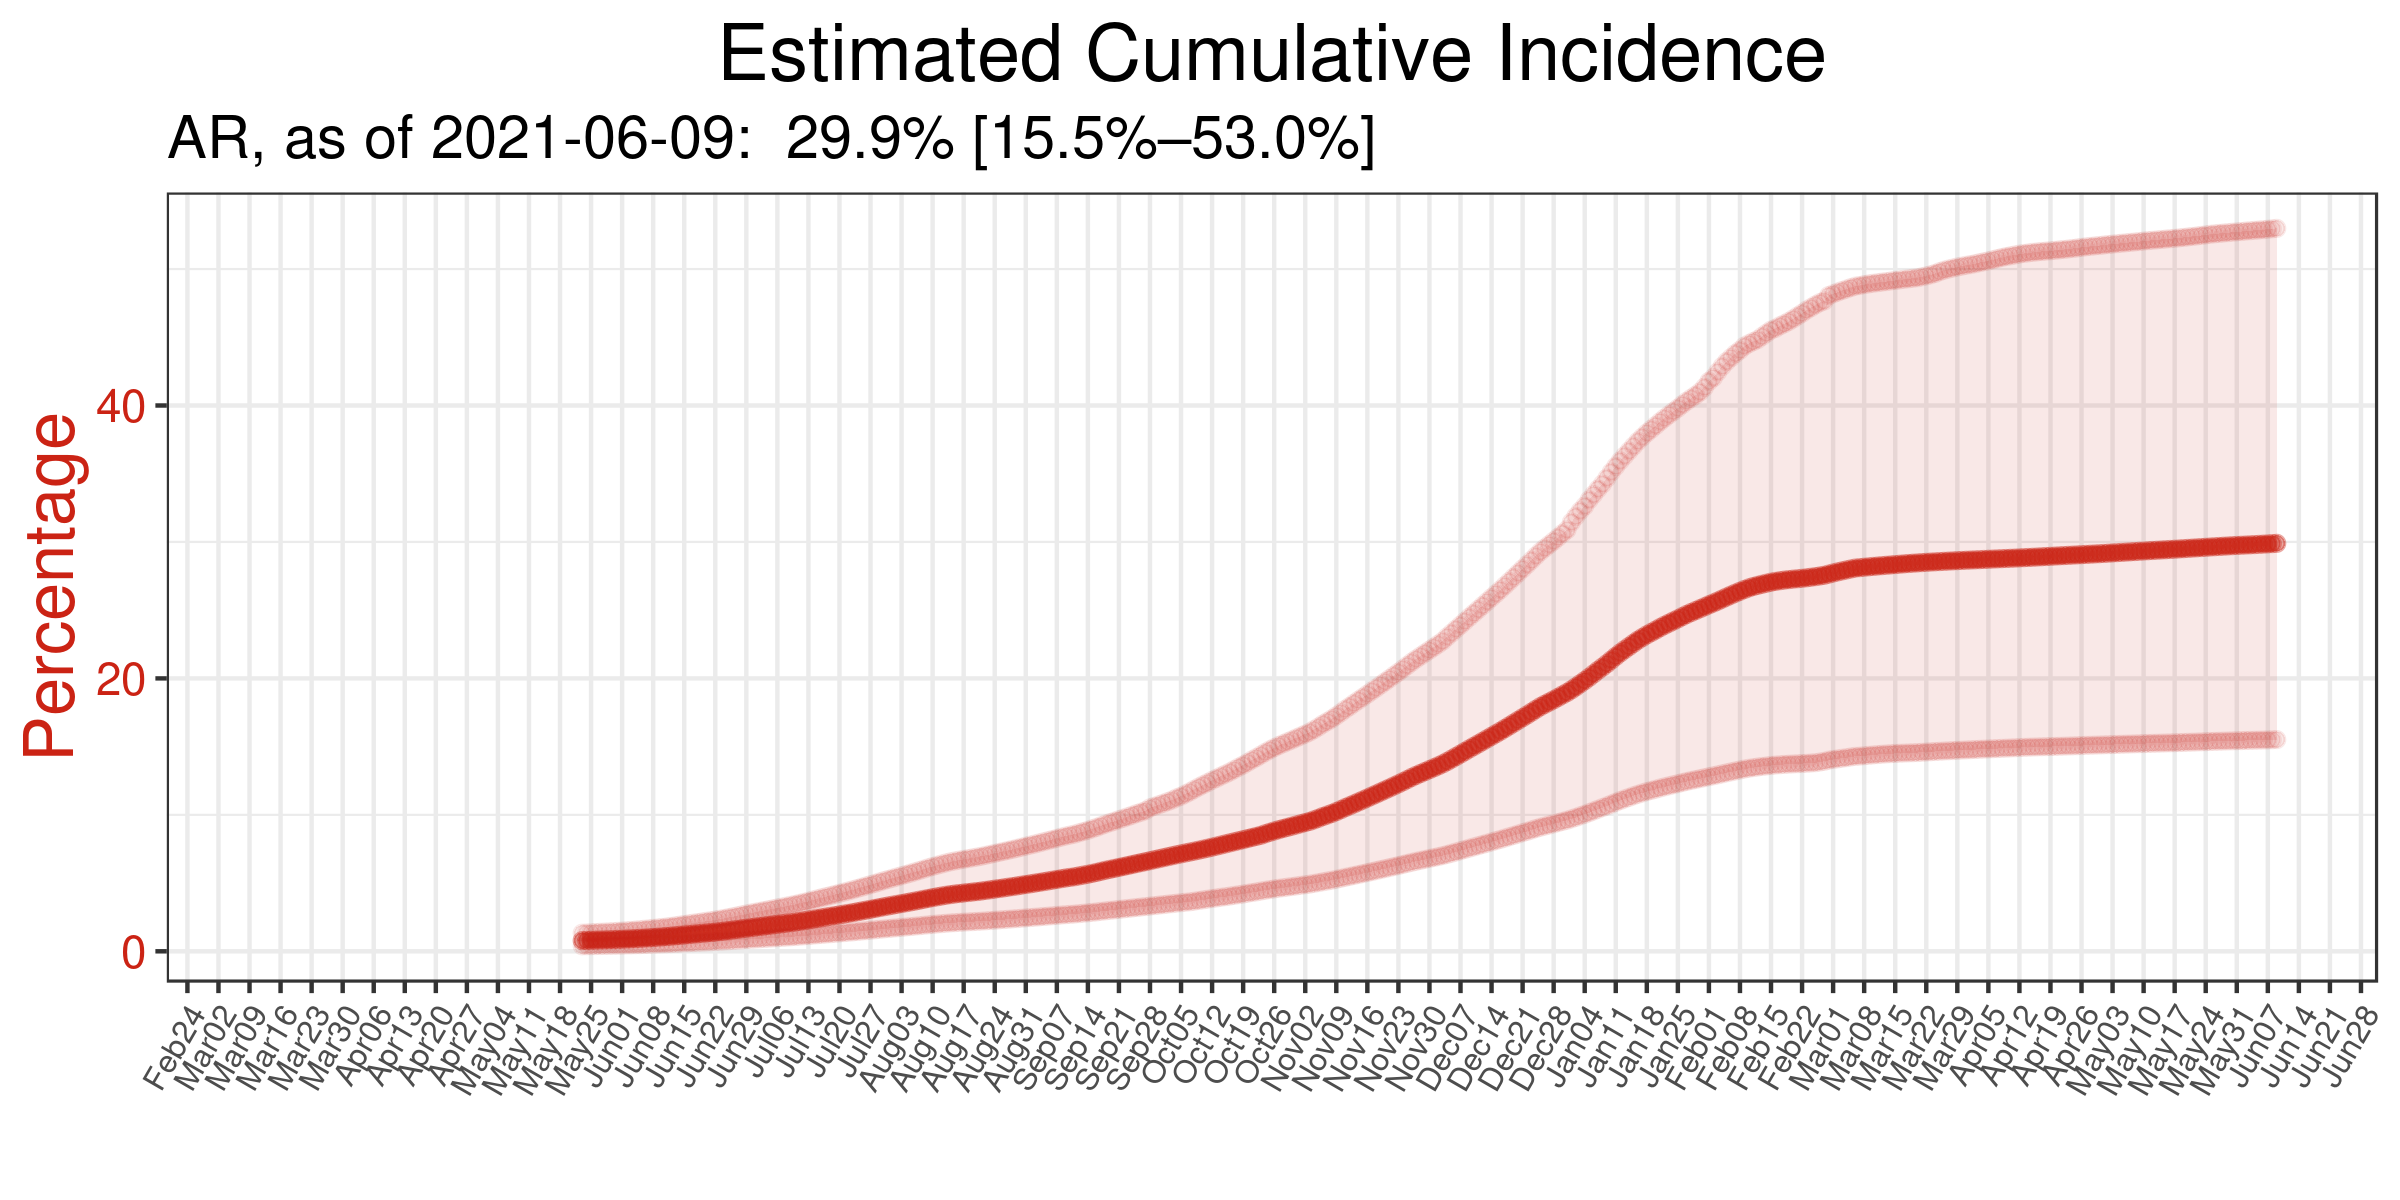 Estimated Cumulative Incidence
AR, as of 2021-06-09:  29.9% [15.5%–53.0%]
Percentage
40
20
0
Feb24
Mar02
Mar09
Mar16
Mar23
Mar30
Apr06
Apr13
Apr20
Apr27
May04
May11
May18
May25
Jun01
Jun08
Jun15
Jun22
Jun29
Jul06
Jul13
Jul20
Jul27
Aug03
Aug10
Aug17
Aug24
Aug31
Sep07
Sep14
Sep21
Sep28
Oct05
Oct12
Oct19
Oct26
Nov02
Nov09
Nov16
Nov23
Nov30
Dec07
Dec14
Dec21
Dec28
Jan04
Jan11
Jan18
Jan25
Feb01
Feb08
Feb15
Feb22
Mar01
Mar08
Mar15
Mar22
Mar29
Apr05
Apr12
Apr19
Apr26
May03
May10
May17
May24
May31
Jun07
Jun14
Jun21
Jun28